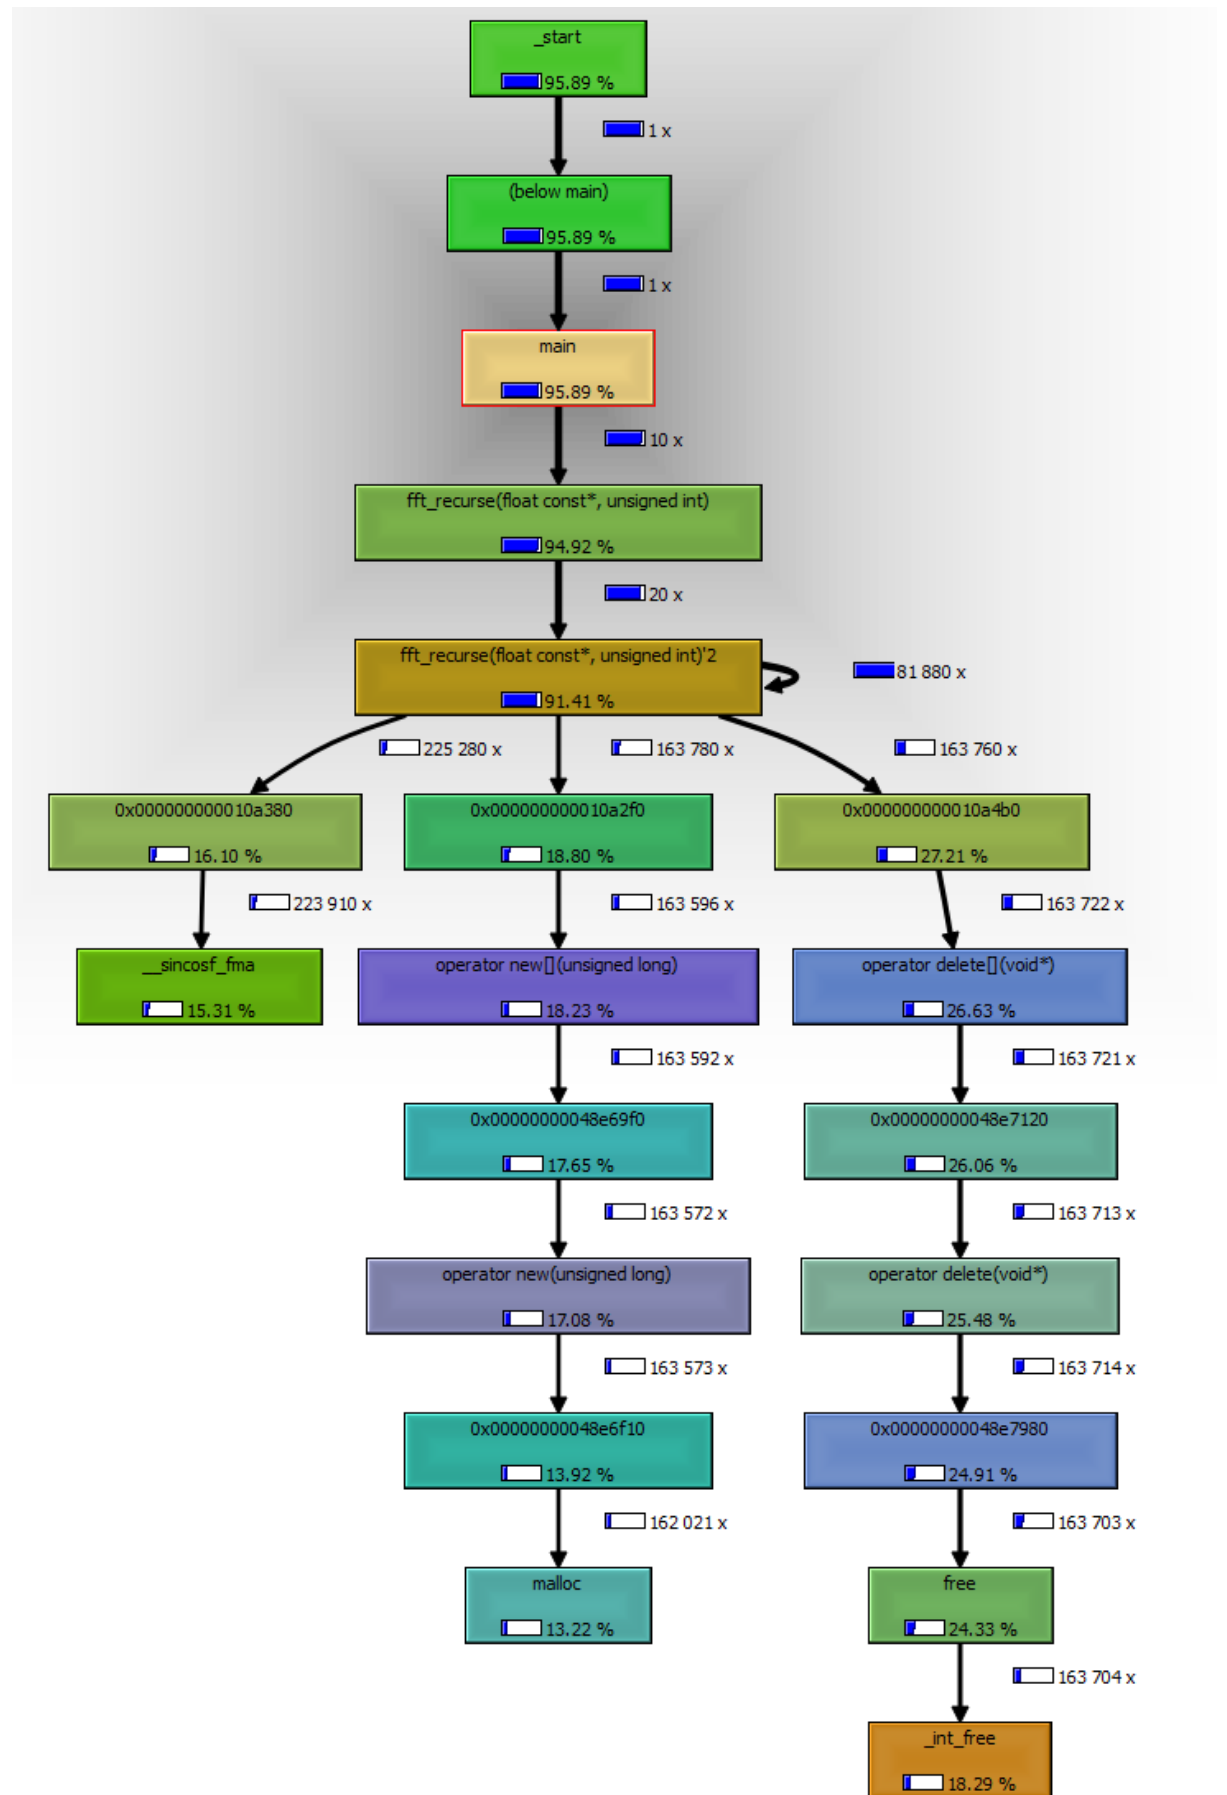 _start
95.89 %
1 x
(below main)
95.89 %
1 x
main
95.89 %
10 x
fft_recurse(float const*, unsigned int)
94.92 %
20 x
fft_recurse(float const*, unsigned int)'2
91.41 %
81 880 x
225 280 x
163 780 x
163 760 x
0x000000000010a380
16.10 %
0x000000000010a2f0
18.80 %
0x000000000010a4b0
27.21 %
223 910 x
163 596 x
163 722 x
__sincosf_fma
15.31 %
operator new[](unsigned long)
18.23 %
operator delete[](void*)
26.63 %
163 592 x
163 721 x
0x00000000048e69f0
17.65 %
0x00000000048e7120
26.06 %
163 572 x
163 713 x
operator new(unsigned long)
17.08 %
operator delete(void*)
25.48 %
163 573 x
163 714 x
0x00000000048e6f10
13.92 %
0x00000000048e7980
24.91 %
162 021 x
163 703 x
malloc
13.22 %
free
24.33 %
163 704 x
_int_free
18.29 %